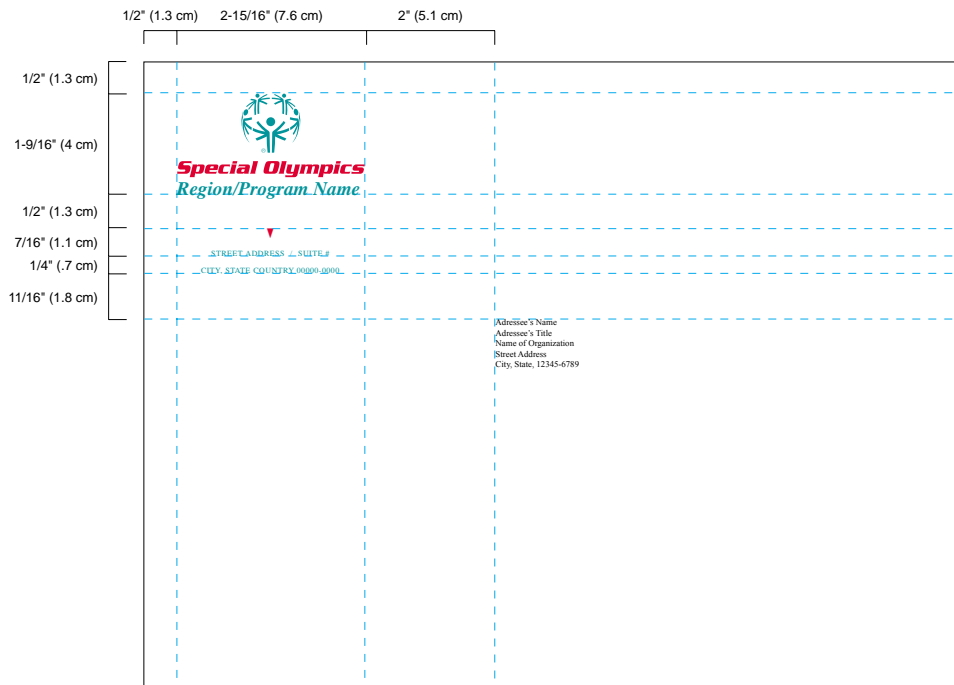 1/2" (1.3 cm) 2-15/16" (7.6 cm) 2" (5.1 cm)
1/2" (1.3 cm)
1-9/16" (4 cm)
1/2" (1.3 cm)
7/16" (1.1 cm)
1/4" (.7 cm)
11/16" (1.8 cm)
®
Special Olympics
Region/Program Name
STREET ADDRESS / SUITE #
CITY, STATE COUNTRY 00000-0000
Adressee's Name
Adressee's Title
Name of Organization
Street Address
City, State, 12345-6789